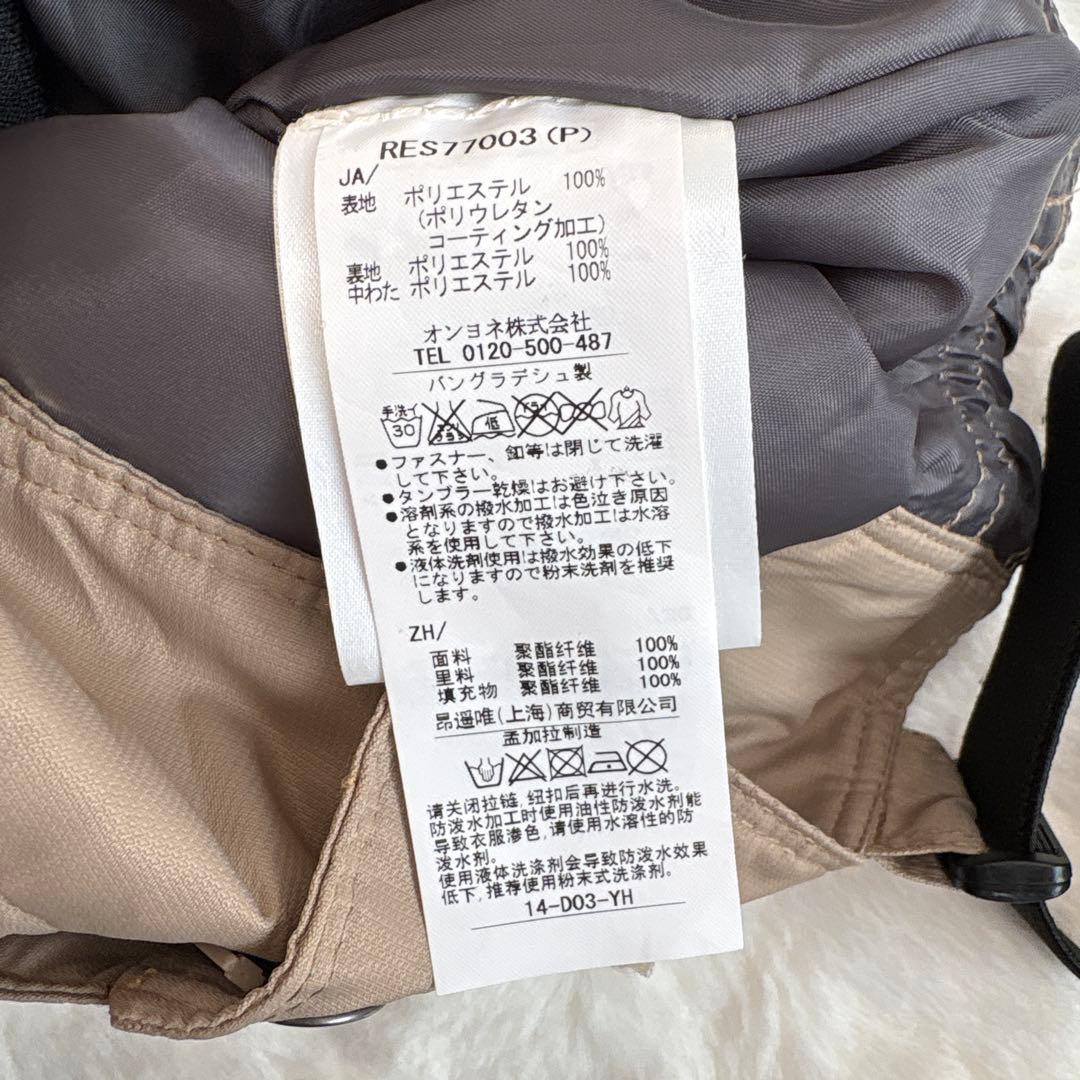 RES77003(P)
JA/
表地 ポリエステル 100%
(ポリウレタン
コーティング加工)
裏地 ポリエステル 100%
中わた ポリエステル 100%
オンヨネ株式会社
TEL 0120-500-487
バングラデシュ製
手洗イ 30 低
●ファスナー、釦等は閉じて洗濯
して下さい。
●タンブラー乾燥はお避け下さい。
●溶剤系の撥水加工は色泣き原因
となりますので撥水加工は水溶
系を使用して下さい。
●液体洗剤使用は撥水効果の低下
になりますので粉末洗剤を推奨
します。
ZH/
面料 聚酯纤维 100%
里料 聚酯纤维 100%
填充物 聚酯纤维 100%
昂遥唯(上海)商贸有限公司
孟加拉制造
请关闭拉链,纽扣后再进行水洗。
防泼水加工时使用油性防泼水剂能
导致衣服渗色,请使用水溶性的防
泼水剂。
使用液体洗涤剂会导致防泼水效果
低下,推荐使用粉末式洗涤剂。
14-D03-YH